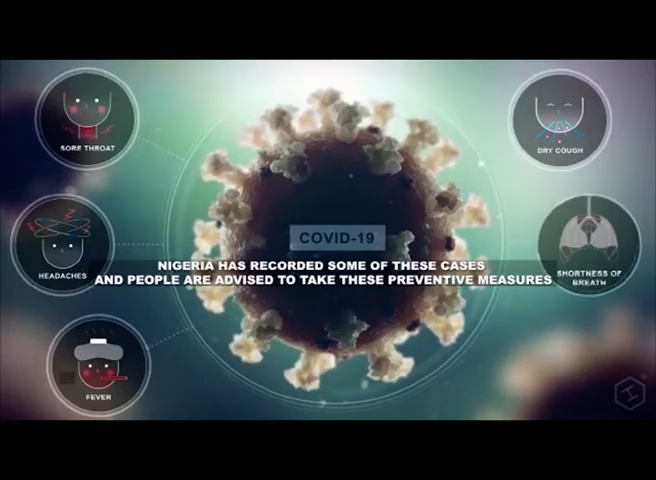 SORE THROAT
DRY COUGH
COVID-19
HEADACHES
NIGERIA HAS RECORDED SOME OF THESE CASES
AND PEOPLE ARE ADVISED TO TAKE THESE PREVENTIVE MEASURES
SHORTNESS OF
BREATH
FEVER